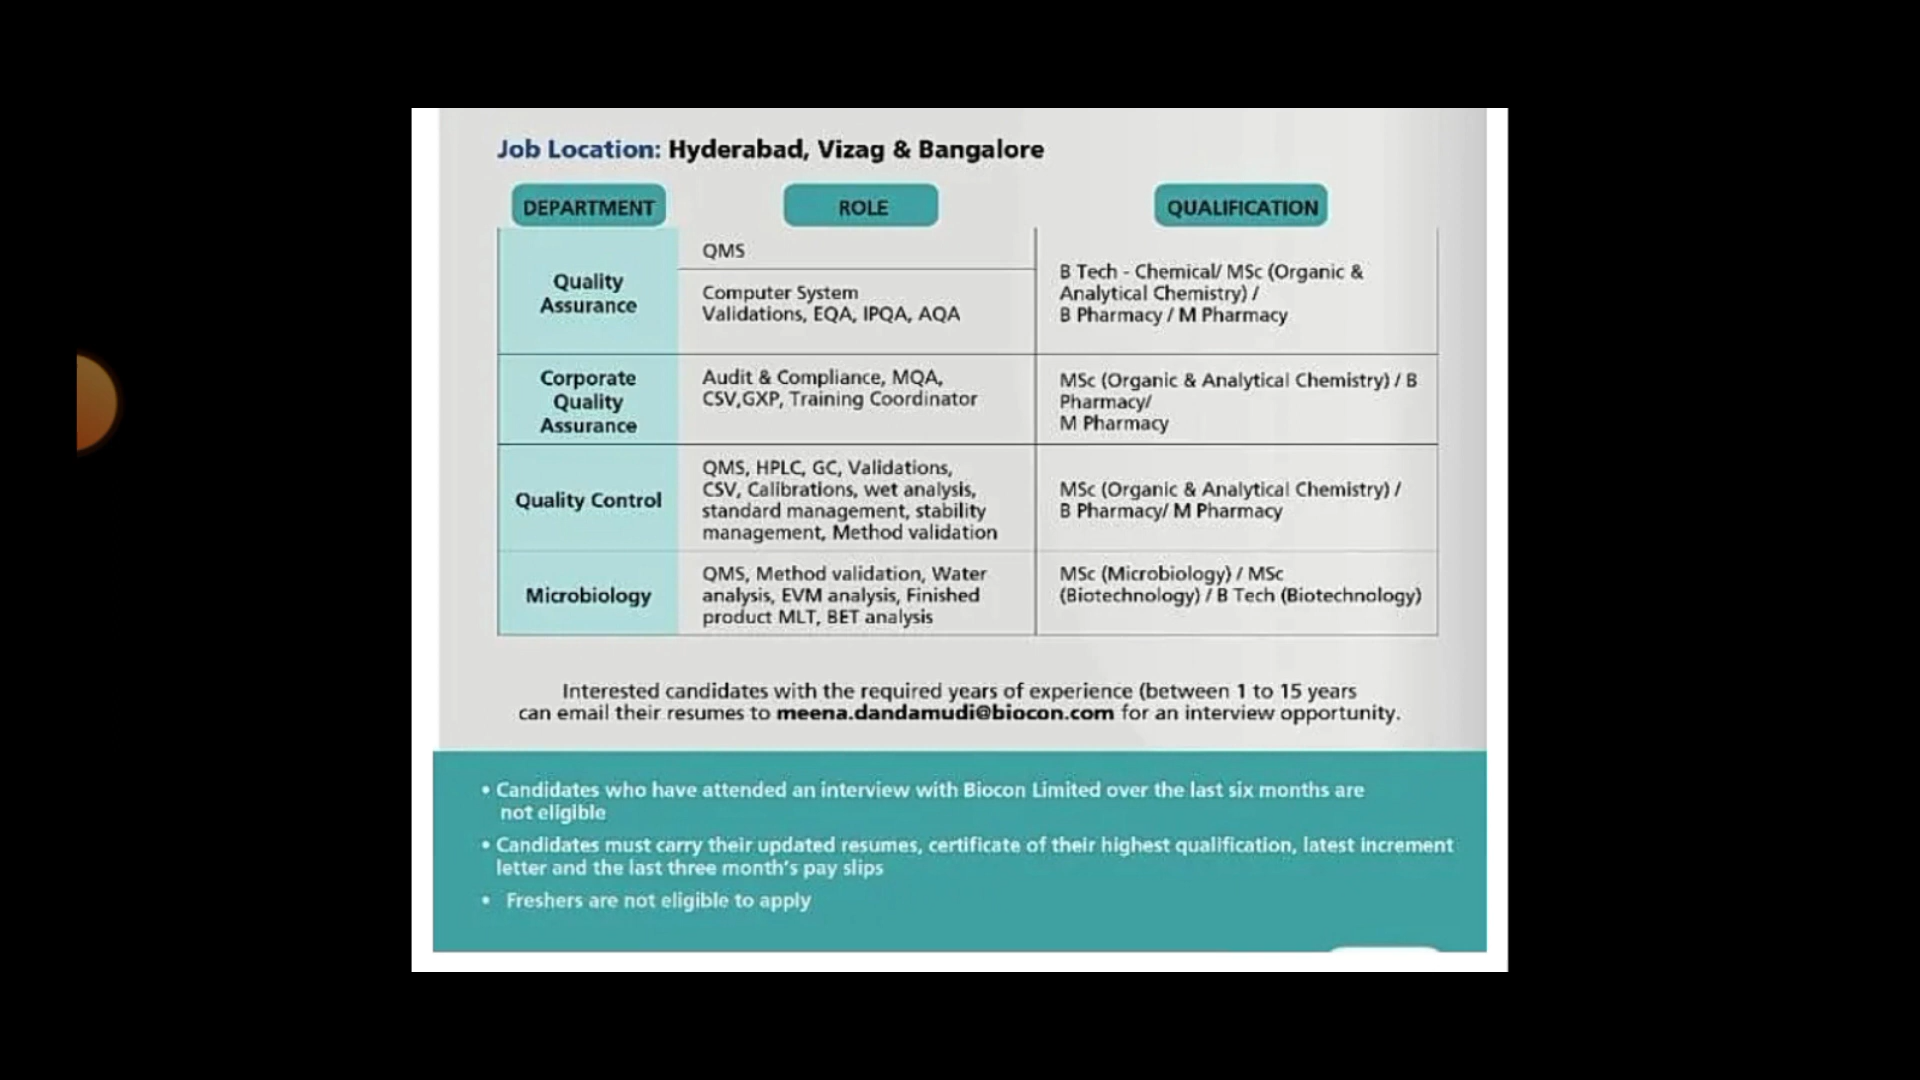 Job Location: Hyderabad, Vizag & Bangalore
DEPARTMENT
ROLE
QUALIFICATION
Quality
Assurance
QMS
Computer System
Validations, EQA, IPQA, AQA
B Tech - Chemical/ MSc (Organic &
Analytical Chemistry) /
B Pharmacy / M Pharmacy
Corporate
Quality
Assurance
Audit & Compliance, MQA,
CSV,GXP, Training Coordinator
MSc (Organic & Analytical Chemistry) / B
Pharmacy/
M Pharmacy
Quality Control
QMS, HPLC, GC, Validations,
CSV, Calibrations, wet analysis,
standard management, stability
management, Method validation
MSc (Organic & Analytical Chemistry) /
B Pharmacy/ M Pharmacy
Microbiology
QMS, Method validation, Water
analysis, EVM analysis, Finished
product MLT, BET analysis
MSc (Microbiology) / MSc
(Biotechnology) / B Tech (Biotechnology)
Interested candidates with the required years of experience (between 1 to 15 years
can email their resumes to meena.dandamudi@biocon.com for an interview opportunity.
• Candidates who have attended an interview with Biocon Limited over the last six months are
not eligible
• Candidates must carry their updated resumes, certificate of their highest qualification, latest increment
letter and the last three month's pay slips
• Freshers are not eligible to apply